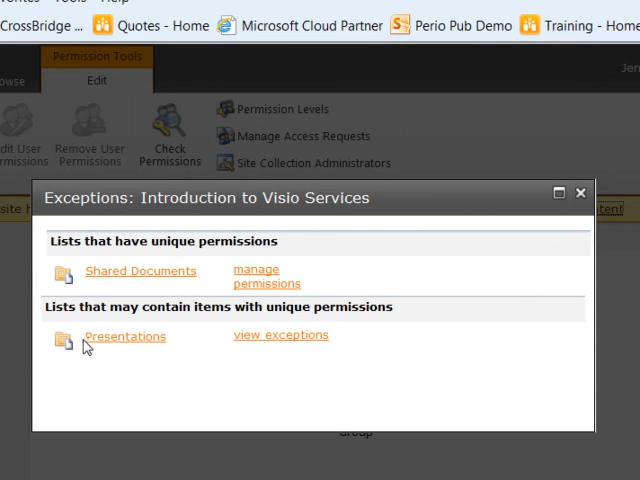 Tools Help
CrossBridge ... Quotes - Home Microsoft Cloud Partner Perio Pub Demo Training - Home
Permission Tools
Edit
Check Permissions
Remove User Permissions
Permission Levels
Manage Access Requests
Site Collection Administrators
Exceptions: Introduction to Visio Services
Lists that have unique permissions
Shared Documents manage
permissions
Lists that may contain items with unique permissions
Presentations view exceptions